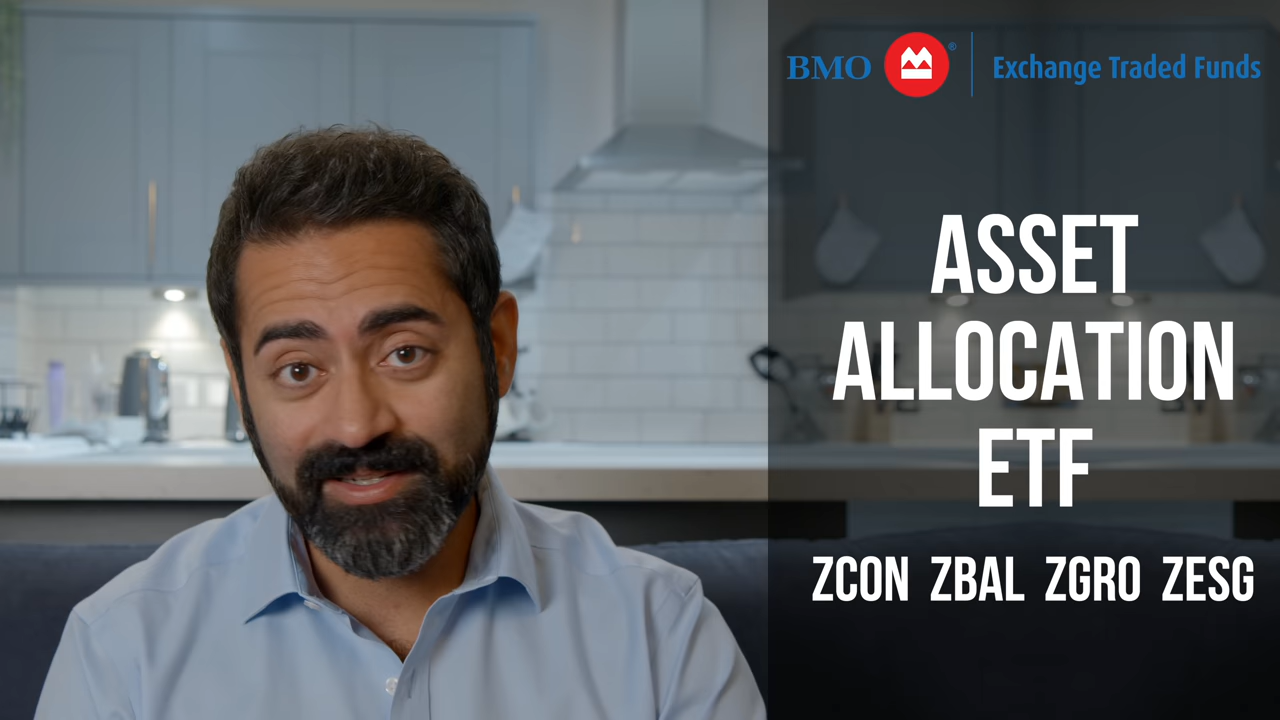 BMO ® Exchange Traded Funds
ASSET
ALLOCATION
ETF
ZCON ZBAL ZGRO ZESG